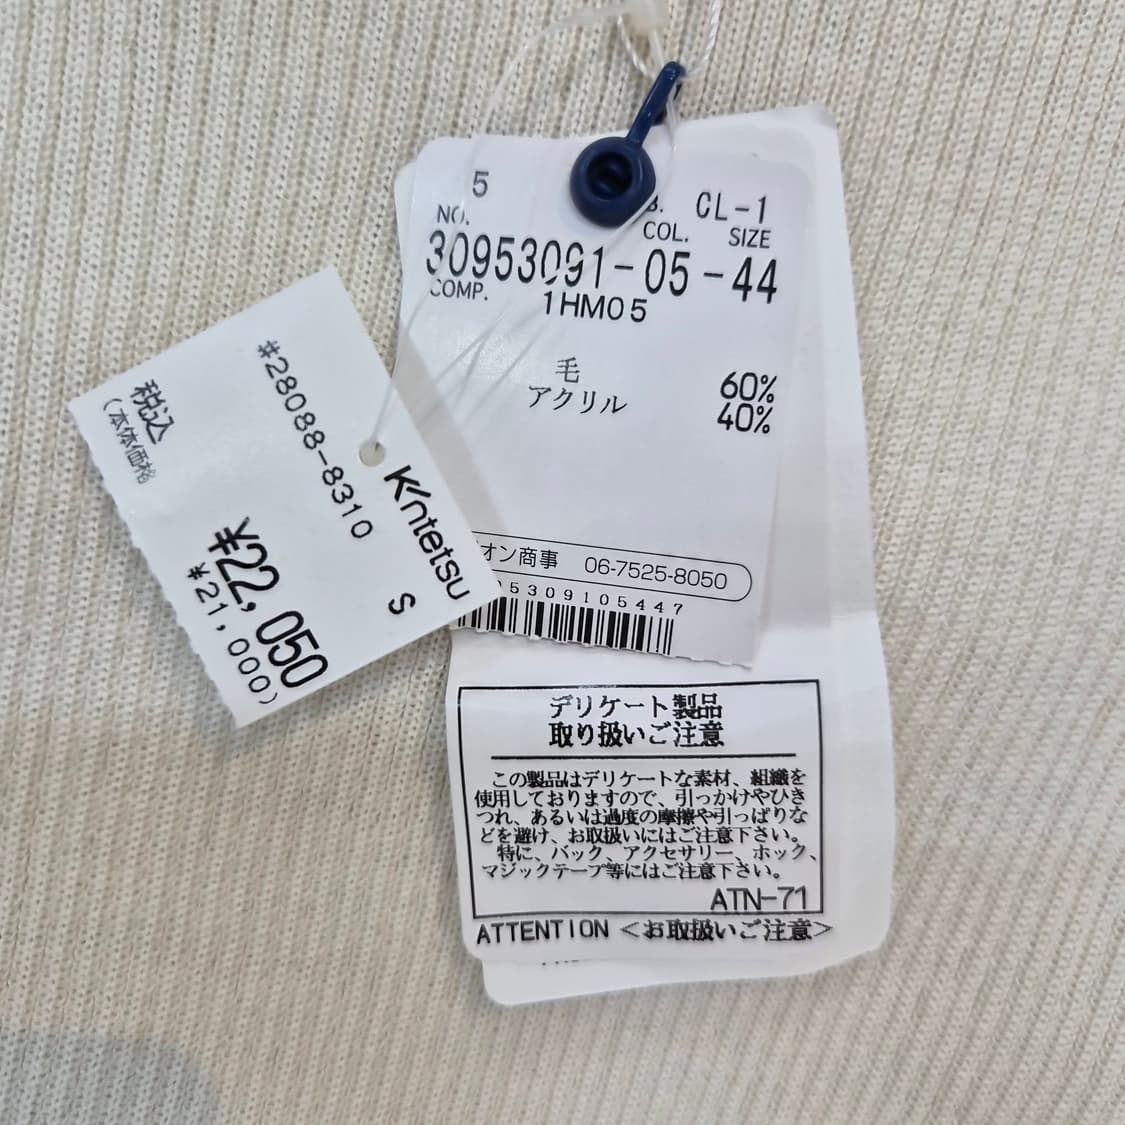 5
CL-1
NO.
COL.
SIZE
30953091-05-44
COMP.
1HM05
毛 60%
アクリル 40%
オン商事 06-7525-8050
5309105447
Kintetsu
S
#28088-8310
税込
¥22,050
(本体価格
¥21,000)
デリケート製品
取り扱いご注意
この製品はデリケートな素材、組織を
使用しておりますので、引っかけやひき
つれ、あるいは過度の摩擦や引っぱりな
どを避け、お取扱いにはご注意下さい。
特に、バック、アクセサリー、ホック、
マジックテープ等にはご注意下さい。
ATN-71
ATTENTION <お取扱いご注意>